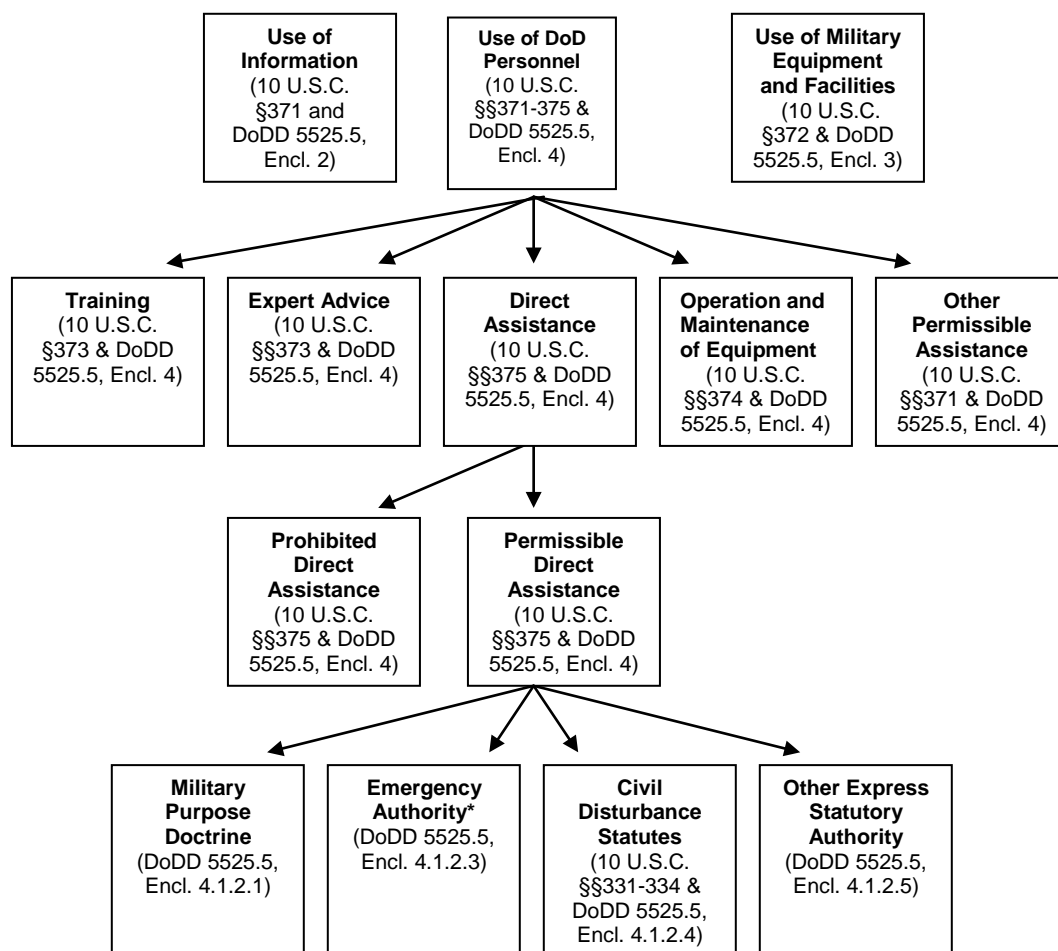 Use of
Information
(10 U.S.C.
§371 and
DoDD 5525.5,
Encl. 2)
Use of DoD
Personnel
(10 U.S.C.
§§371-375 &
DoDD 5525.5,
Encl. 4)
Use of Military
Equipment
and Facilities
(10 U.S.C.
§372 & DoDD
5525.5, Encl. 3)
Training
(10 U.S.C.
§373 & DoDD
5525.5, Encl. 4)
Expert Advice
(10 U.S.C.
§§373 & DoDD
5525.5, Encl. 4)
Direct
Assistance
(10 U.S.C.
§§375 & DoDD
5525.5, Encl. 4)
Operation and
Maintenance
of Equipment
(10 U.S.C.
§§374 & DoDD
5525.5, Encl. 4)
Other
Permissible
Assistance
(10 U.S.C.
§§371 & DoDD
5525.5, Encl. 4)
Prohibited
Direct
Assistance
(10 U.S.C.
§§375 & DoDD
5525.5, Encl. 4)
Permissible
Direct
Assistance
(10 U.S.C.
§§375 & DoDD
5525.5, Encl. 4)
Military
Purpose
Doctrine
(DoDD 5525.5,
Encl. 4.1.2.1)
Emergency
Authority*
(DoDD 5525.5,
Encl. 4.1.2.3)
Civil
Disturbance
Statutes
(10 U.S.C.
§§331-334 &
DoDD 5525.5,
Encl. 4.1.2.4)
Other Express
Statutory
Authority
(DoDD 5525.5,
Encl. 4.1.2.5)